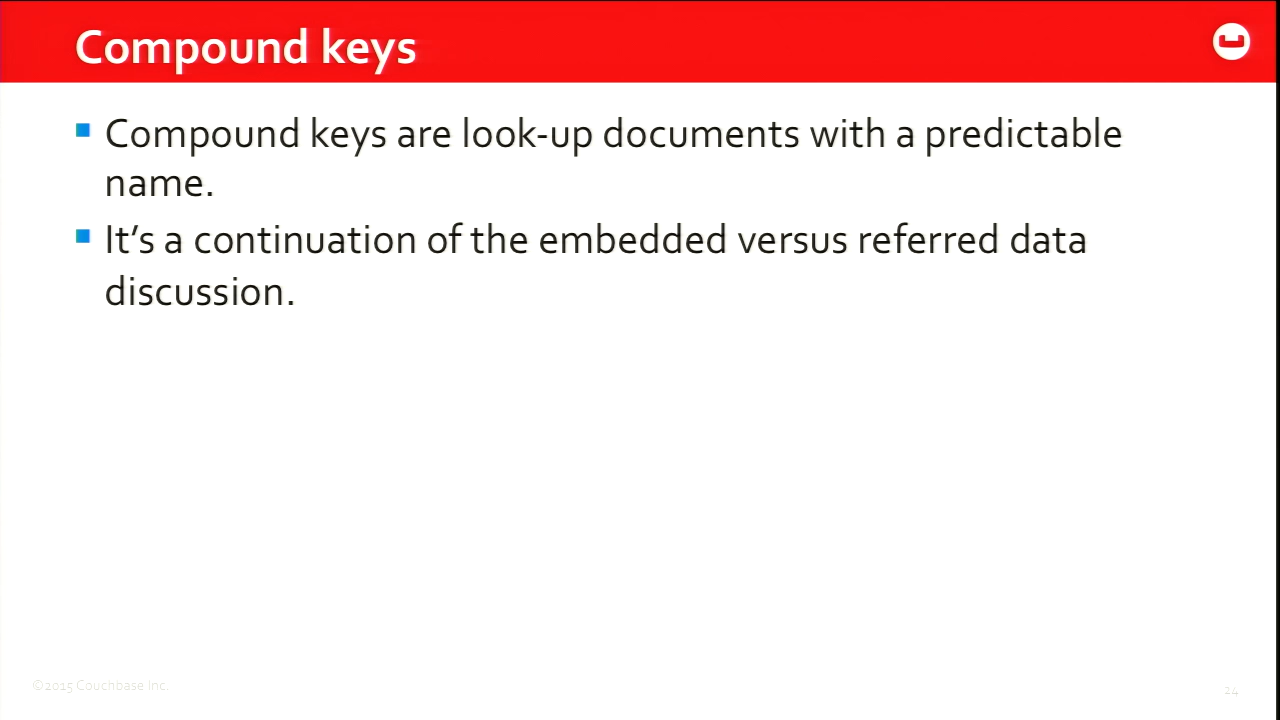 Compound keys
Compound keys are look-up documents with a predictable
name.
It’s a continuation of the embedded versus referred data
discussion.
©2015 Couchbase Inc.
24